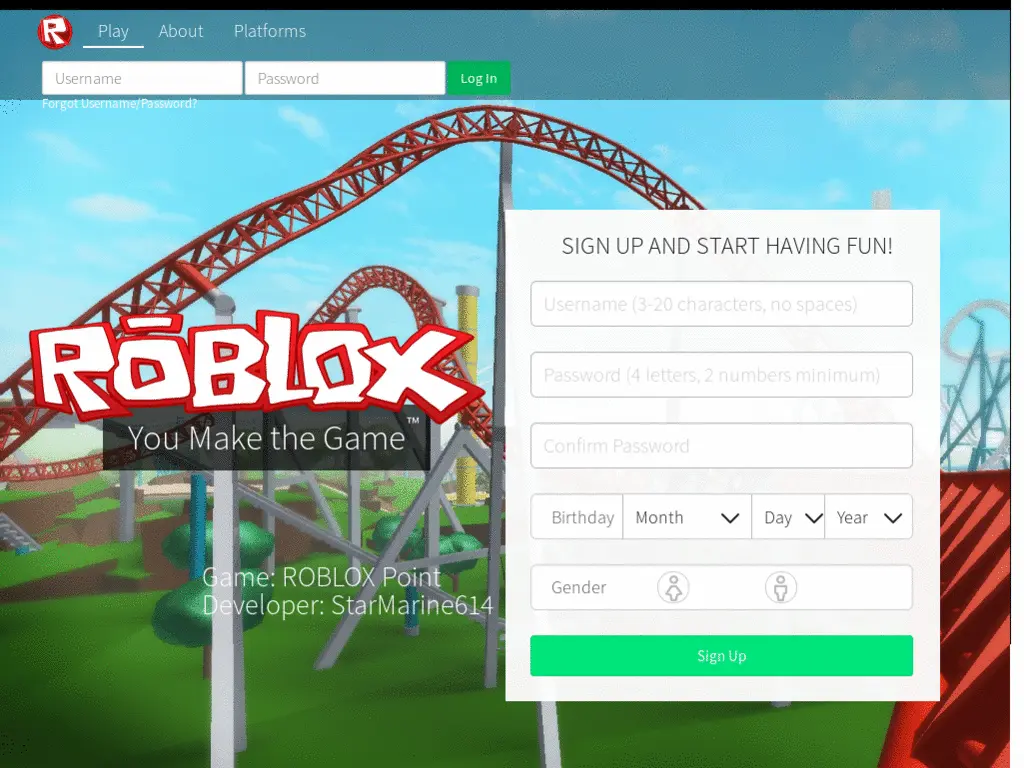 R
Play About Platforms
Username Password Log In
Forgot Username/Password?
SIGN UP AND START HAVING FUN!
Username (3-20 characters, no spaces)
Password (4 letters, 2 numbers minimum)
Confirm Password
Birthday Month Day Year
Gender
Sign Up
RŌBLOX
You Make the Game™
Game: ROBLOX Point
Developer: StarMarine614